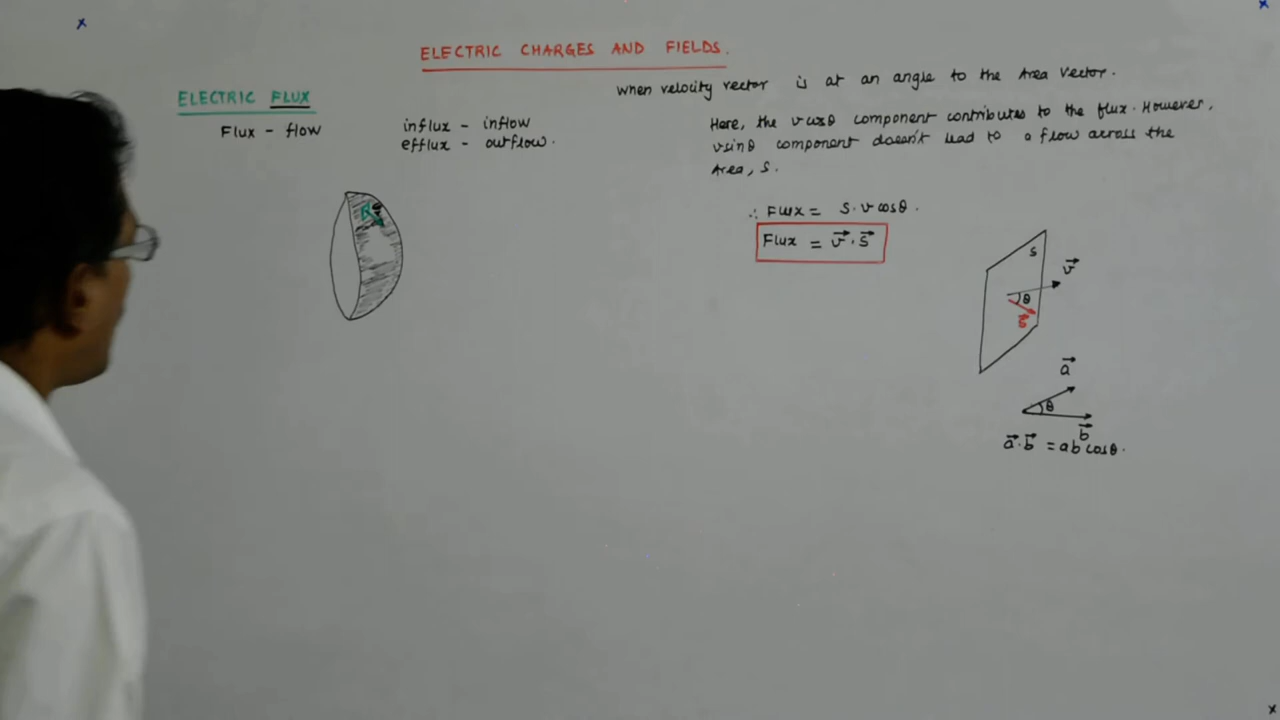 ELECTRIC CHARGES AND FIELDS.
ELECTRIC FLUX
Flux - flow
influx - inflow
efflux - outflow.
When velocity vector is at an angle to the Area Vector.
Here, the v cosθ component contributes to the flux. However,
vsinθ component doesn't lead to a flow across the
Area, S.
∴ Flux = S. v cosθ.
Flux = v⃗ . S⃗
S
v⃗
θ
a⃗
θ
b⃗
a⃗.b⃗ = ab cosθ.